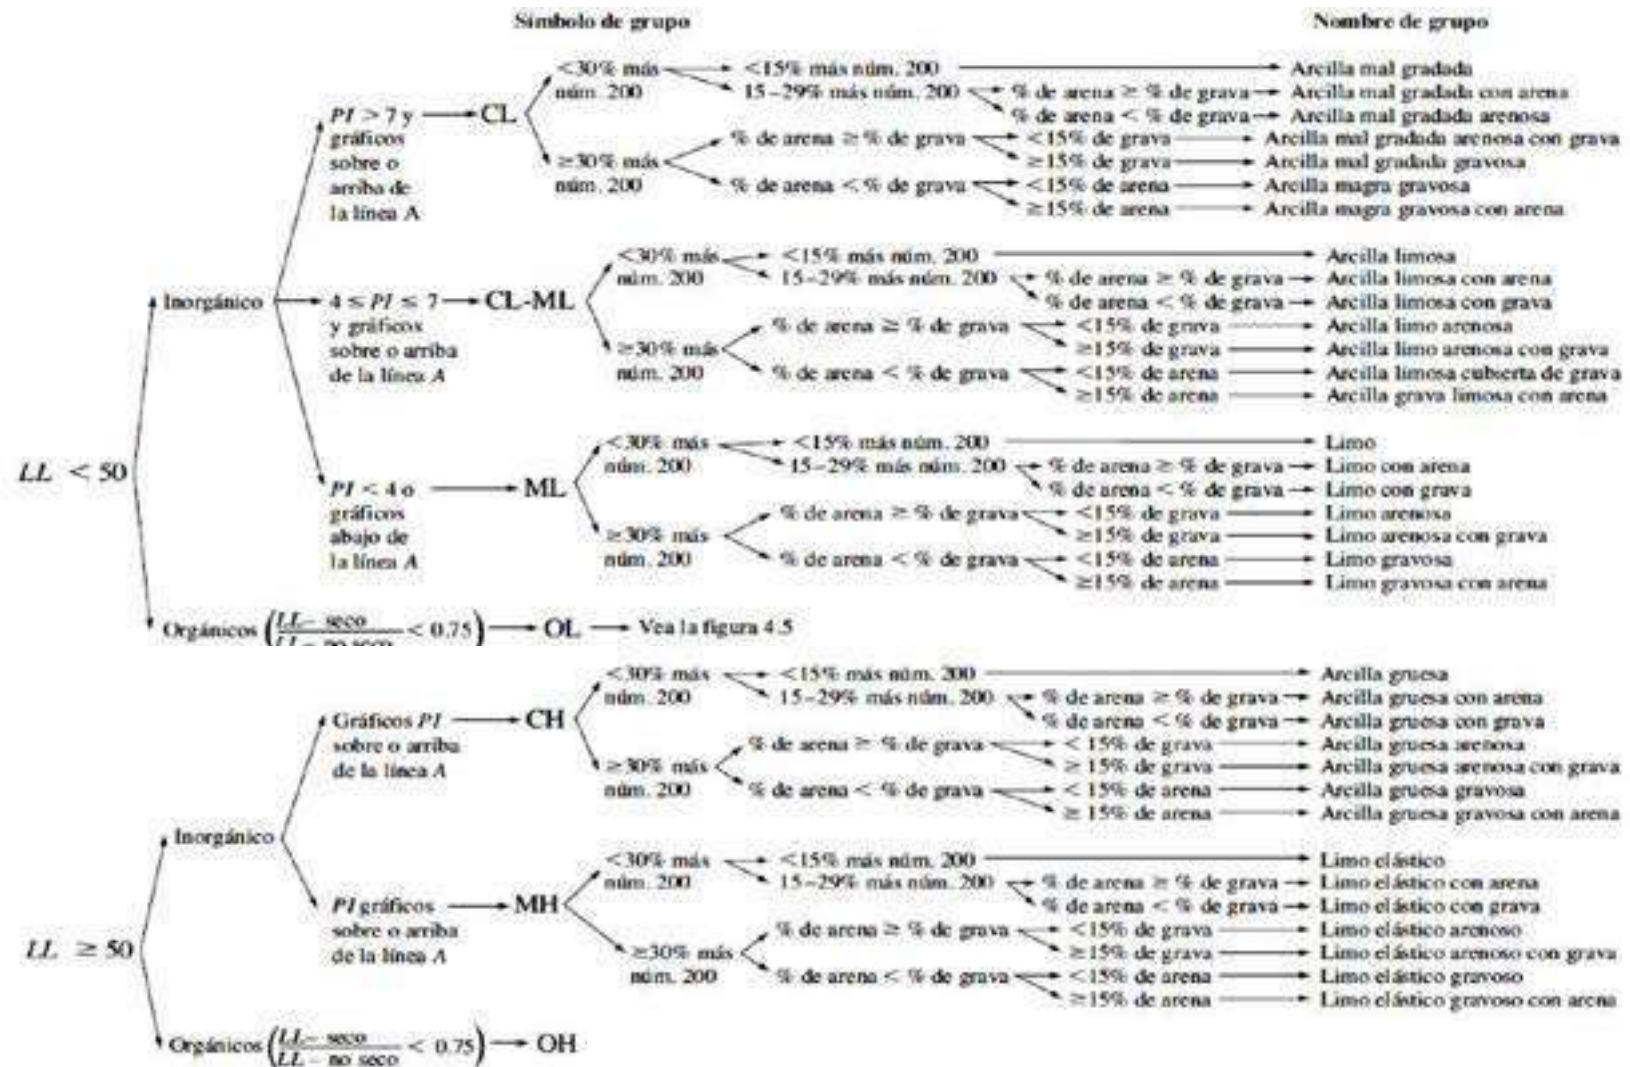 Símbolo de grupo Nombre de grupo
<30% más <15% más núm. 200 Arcilla mal gradada
núm. 200 15–29% más núm. 200 % de arena ≥ % de grava Arcilla mal gradada con arena
PI > 7 y CL % de arena < % de grava Arcilla mal gradada arenosa
gráficos % de arena ≥ % de grava <15% de grava Arcilla mal gradada arenosa con grava
sobre o ≥30% más ≥15% de grava Arcilla mal gradada gravosa
arriba de núm. 200 % de arena < % de grava <15% de arena Arcilla magra gravosa
la línea A ≥15% de arena Arcilla magra gravosa con arena
<30% más <15% más núm. 200 Arcilla limosa
núm. 200 15–29% más núm. 200 % de arena ≥ % de grava Arcilla limosa con arena
Inorgánico 4 ≤ PI ≤ 7 CL-ML % de arena < % de grava Arcilla limosa con grava
y gráficos % de arena ≥ % de grava <15% de grava Arcilla limo arenosa
sobre o arriba ≥30% más ≥15% de grava Arcilla limo arenosa con grava
de la línea A núm. 200 % de arena < % de grava <15% de arena Arcilla limosa cubierta de grava
≥15% de arena Arcilla grava limosa con arena
<30% más <15% más núm. 200 Limo
LL < 50 núm. 200 15–29% más núm. 200 % de arena ≥ % de grava Limo con arena
PI < 4 o ML % de arena < % de grava Limo con grava
gráficos % de arena ≥ % de grava <15% de grava Limo arenosa
abajo de ≥30% más ≥15% de grava Limo arenosa con grava
la línea A núm. 200 % de arena < % de grava <15% de arena Limo gravosa
≥15% de arena Limo gravosa con arena
Orgánicos (LL– seco < 0.75) OL Vea la figura 4.5
<30% más <15% más núm. 200 Arcilla gruesa
núm. 200 15–29% más núm. 200 % de arena ≥ % de grava Arcilla gruesa con arena
Gráficos PI CH % de arena < % de grava Arcilla gruesa con grava
sobre o arriba % de arena ≥ % de grava < 15% de grava Arcilla gruesa arenosa
de la línea A ≥30% más ≥ 15% de grava Arcilla gruesa arenosa con grava
núm. 200 % de arena < % de grava < 15% de arena Arcilla gruesa gravosa
≥ 15% de arena Arcilla gruesa gravosa con arena
Inorgánico
<30% más <15% más núm. 200 Limo elástico
núm. 200 15–29% más núm. 200 % de arena ≥ % de grava Limo elástico con arena
PI gráficos MH % de arena < % de grava Limo elástico con grava
sobre o arriba % de arena ≥ % de grava <15% de grava Limo elástico arenoso
LL ≥ 50 de la línea A ≥30% más ≥15% de grava Limo elástico arenoso con grava
núm. 200 % de arena < % de grava <15% de arena Limo elástico gravoso
≥15% de arena Limo elástico gravoso con arena
Orgánicos (LL– seco / LL– no seco < 0.75) OH